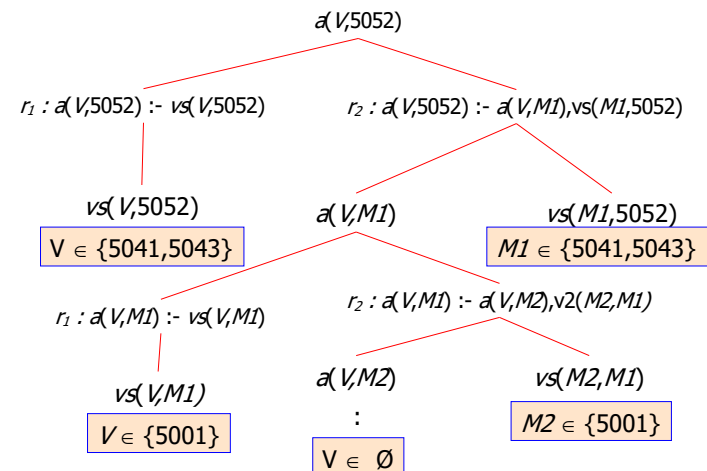 a(V,5052)
r₁ : a(V,5052) :- vs(V,5052)
r₂ : a(V,5052) :- a(V,M1),vs(M1,5052)
vs(V,5052)
V ∈ {5041,5043}
a(V,M1)
vs(M1,5052)
M1 ∈ {5041,5043}
r₁ : a(V,M1) :- vs(V,M1)
r₂ : a(V,M1) :- a(V,M2),v2(M2,M1)
vs(V,M1)
V ∈ {5001}
a(V,M2)
:
V ∈ Ø
vs(M2,M1)
M2 ∈ {5001}